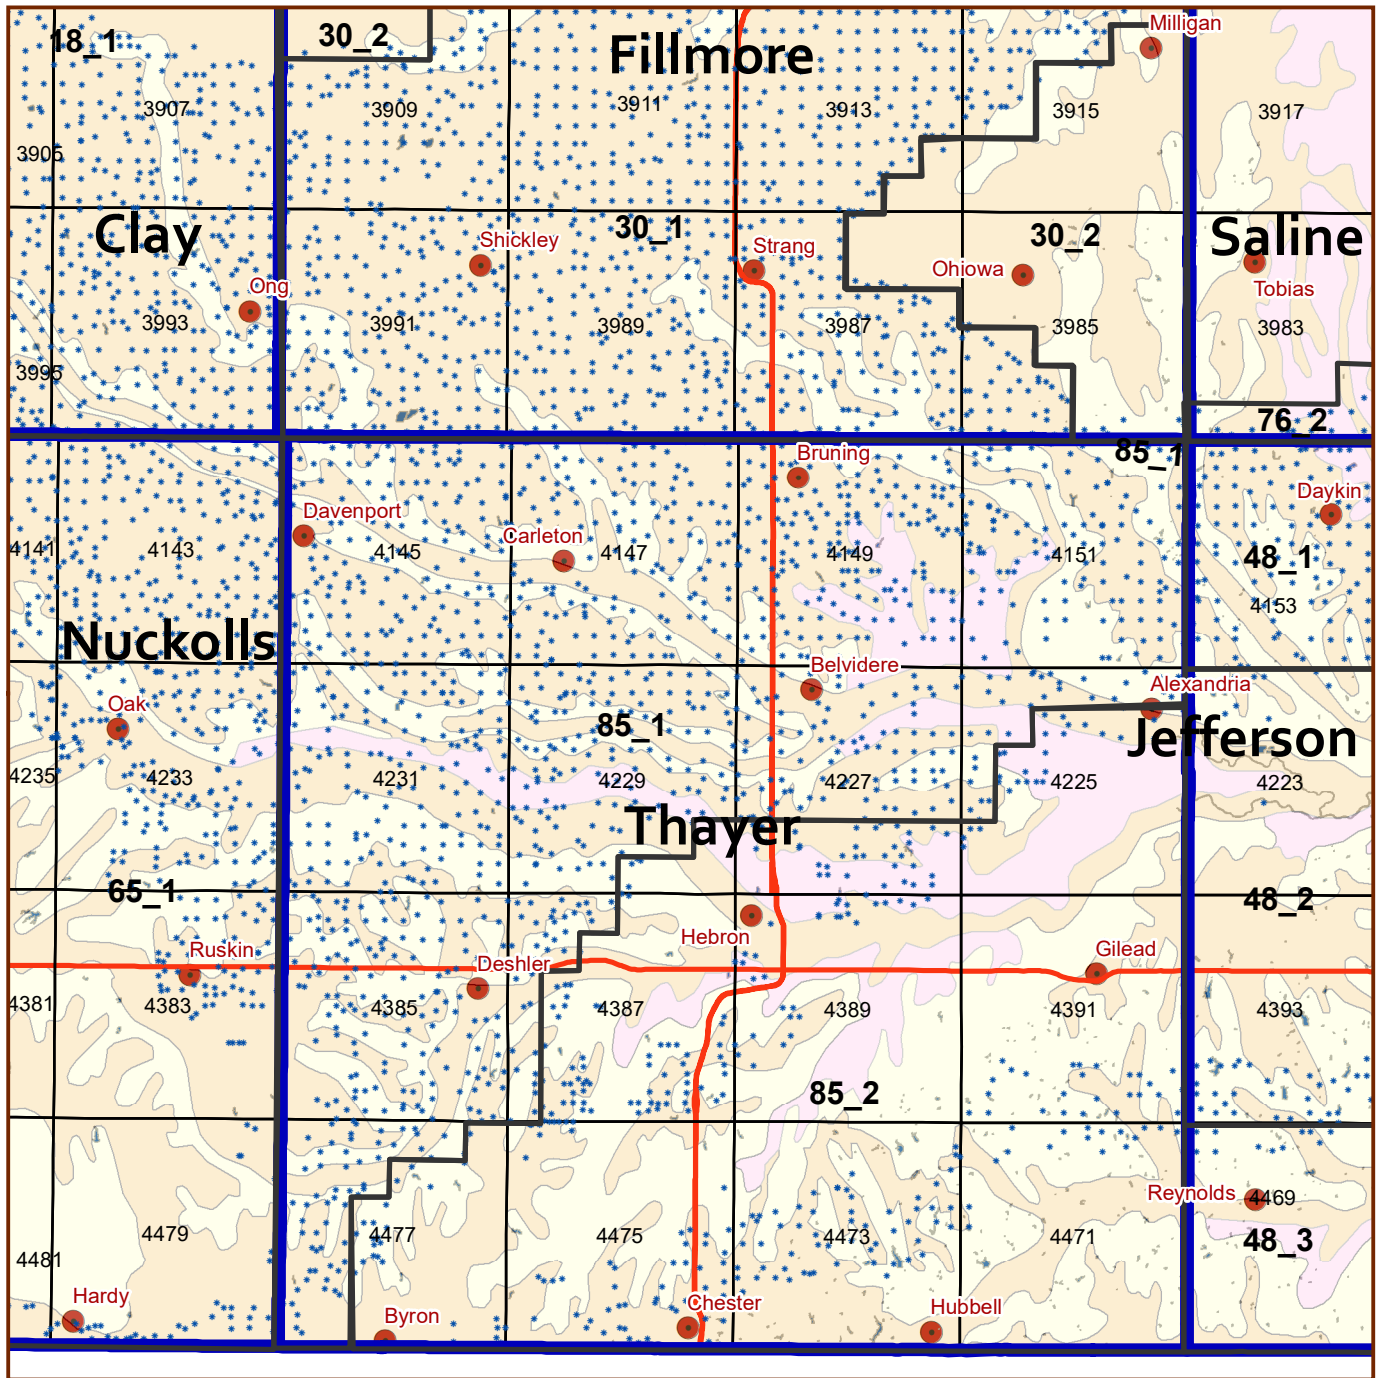 18_1
30_2
Fillmore
Milligan
3907
3909
3911
3913
3915
3917
3905
Clay
30_1
30_2
Saline
Shickley
Strang
Ohiowa
Tobias
Ong
3993
3991
3989
3987
3985
3983
3995
76_2
85_1
Bruning
Daykin
Davenport
Carleton
4141
4143
4145
4147
4149
4151
48_1
4153
Nuckolls
Belvidere
Alexandria
Oak
85_1
Jefferson
4235
4233
4231
4229
4227
4225
4223
Thayer
65_1
48_2
Ruskin
Deshler
Hebron
Gilead
4381
4383
4385
4387
4389
4391
4393
85_2
Reynolds
4469
4479
4477
4475
4473
4471
48_3
4481
Hardy
Byron
Chester
Hubbell